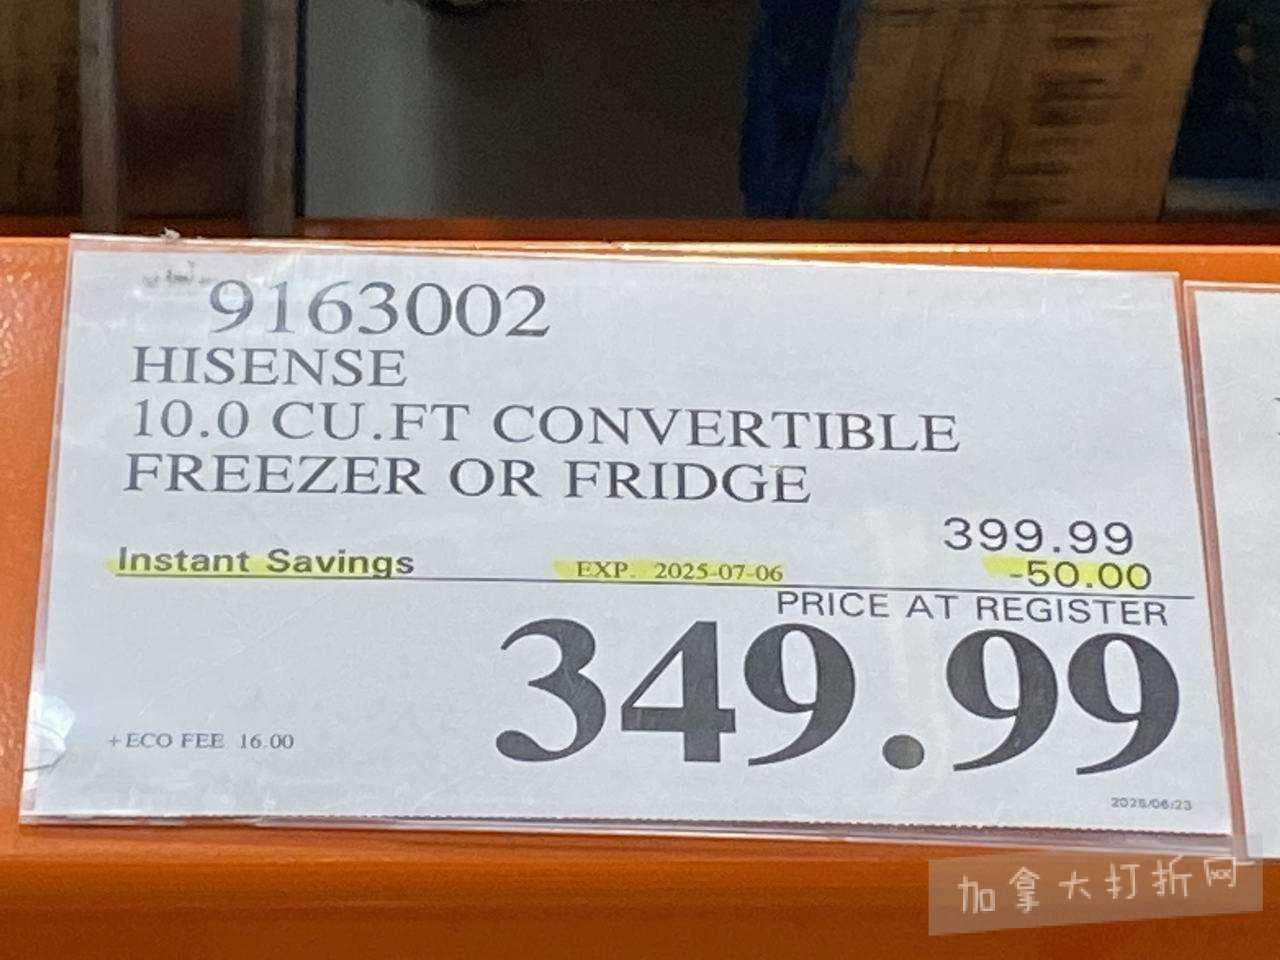 9163002
HISENSE
10.0 CU.FT CONVERTIBLE
FREEZER OR FRIDGE
399.99
Instant Savings EXP. 2025-07-06 -50.00
PRICE AT REGISTER
349.99
+ECO FEE 16.00
2025/06/23
加拿大打折网